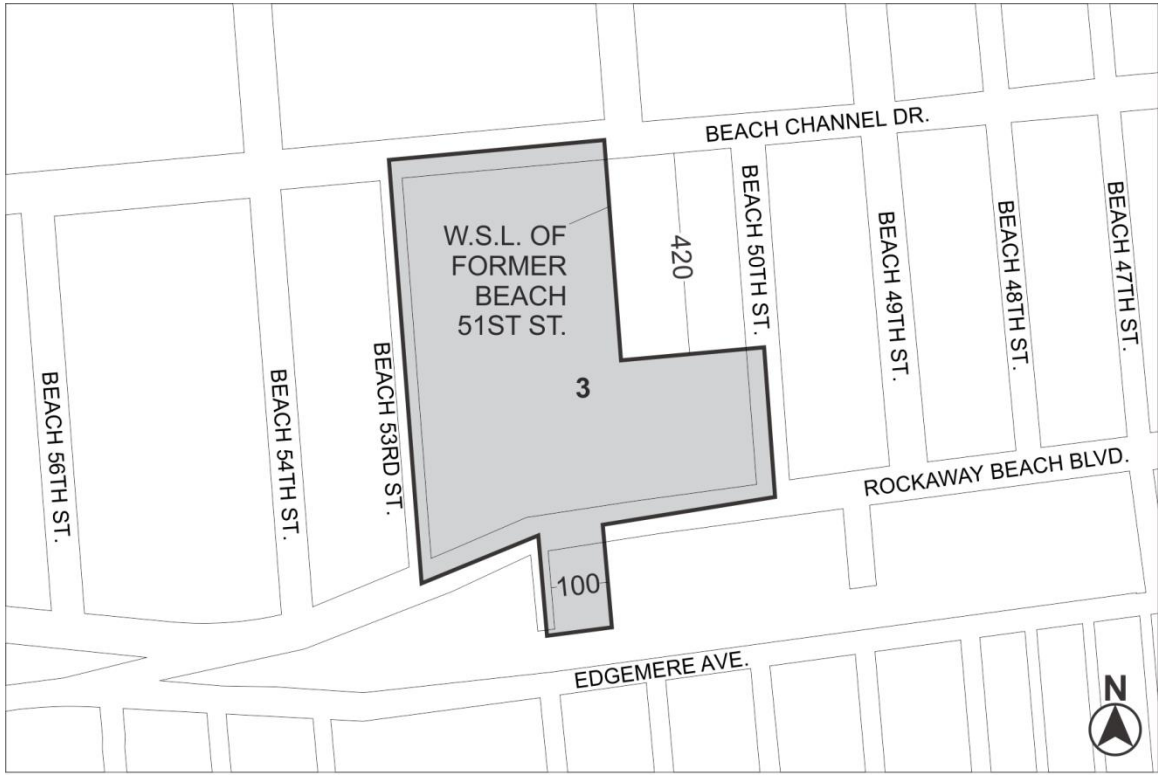 BEACH CHANNEL DR.
W.S.L. OF
FORMER
BEACH
51ST ST.
420
BEACH 50TH ST.
BEACH 49TH ST.
BEACH 48TH ST.
BEACH 47TH ST.
BEACH 56TH ST.
BEACH 54TH ST.
BEACH 53RD ST.
3
ROCKAWAY BEACH BLVD.
100
EDGEMERE AVE.
N